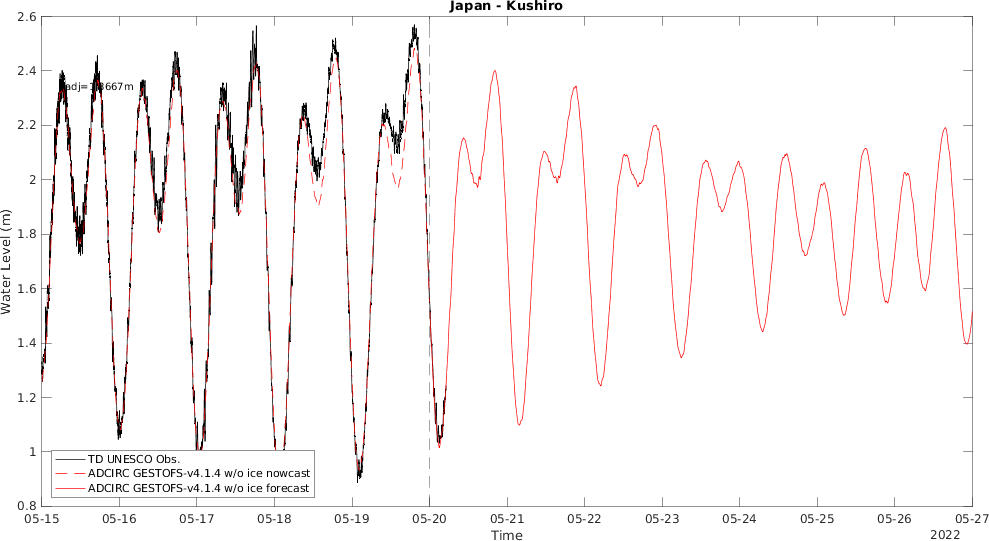 Japan - Kushiro
2.6
2.4
2.2
2
1.8
1.6
1.4
1.2
1
0.8
Water Level (m)
TD UNESCO Obs.
ADCIRC GESTOFS-v4.1.4 w/o ice nowcast
ADCIRC GESTOFS-v4.1.4 w/o ice forecast
05-15 05-16 05-17 05-18 05-19 05-20 05-21 05-22 05-23 05-24 05-25 05-26 05-27
Time
2022